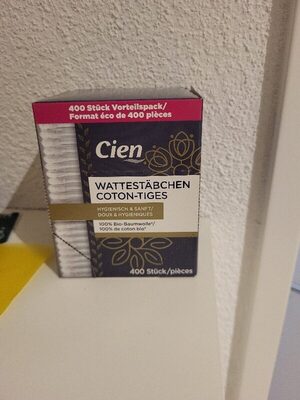 400 Stück Vorteilspack/
Format éco de 400 pièces
Cien
WATTESTÄBCHEN
COTON-TIGES
HYGIENISCH & SANFT/
DOUX & HYGIÉNIQUES
100% Bio-Baumwolle*/
100% de coton bio*
400 Stück/pièces